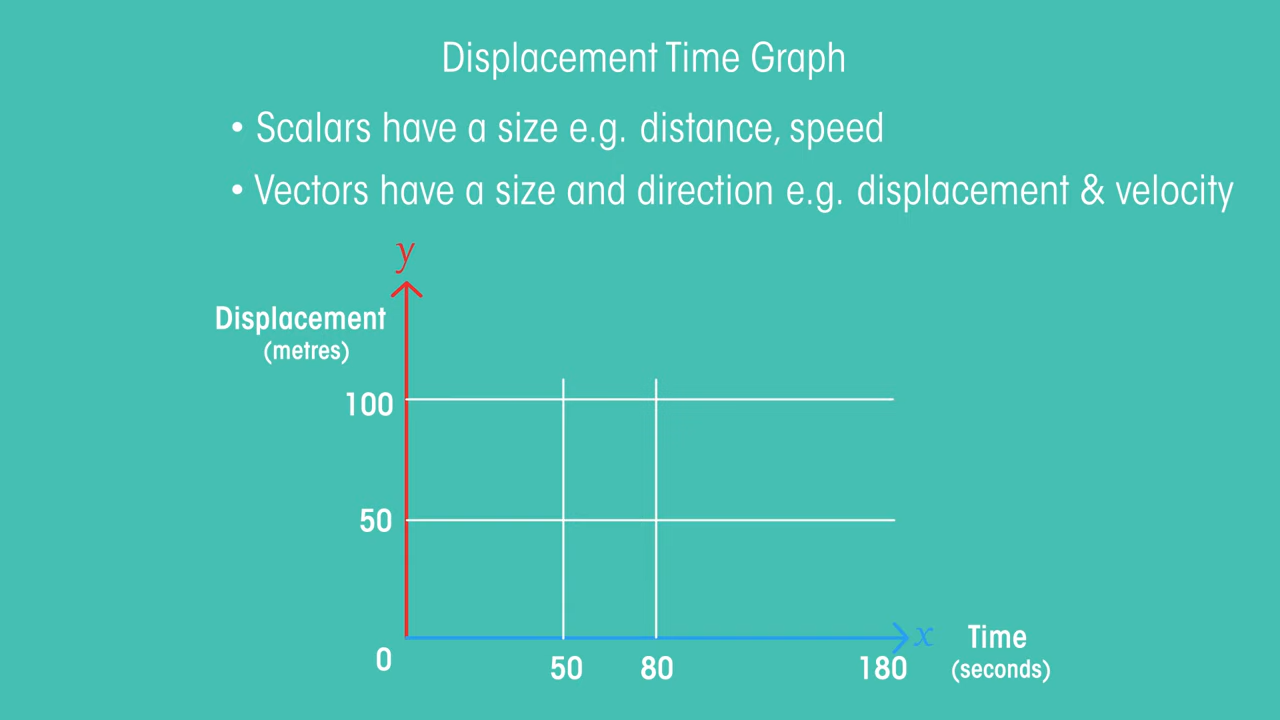 Displacement Time Graph
• Scalars have a size e.g. distance, speed
• Vectors have a size and direction e.g. displacement & velocity
y
Displacement
(metres)
100
50
0
50
80
180
x
Time
(seconds)